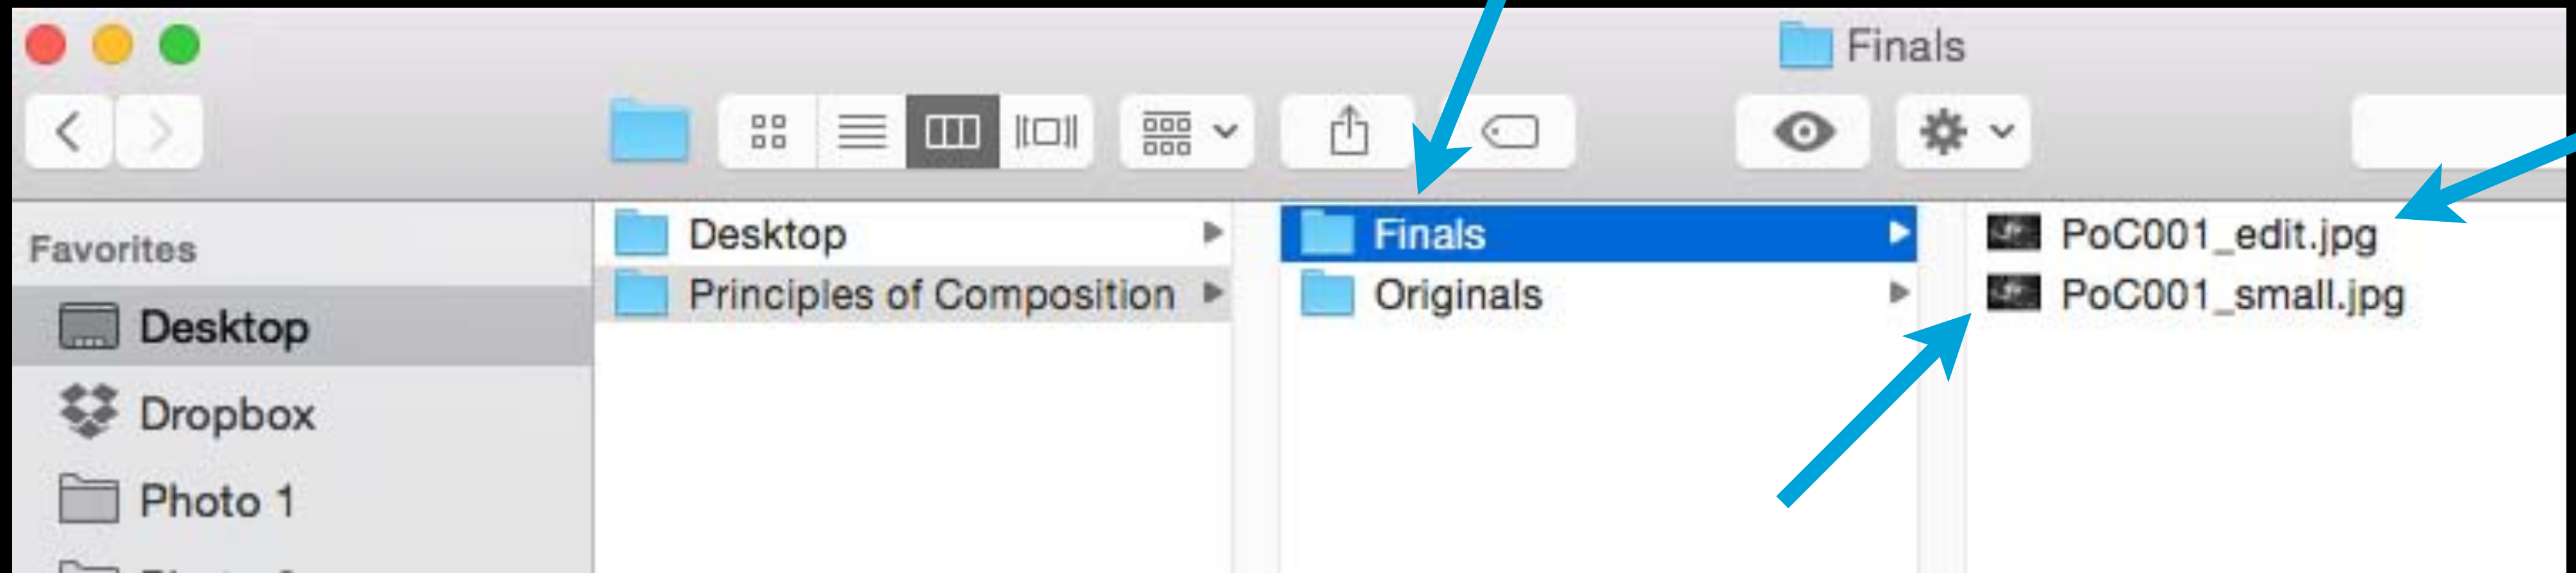 Finals
Favorites
Desktop
Dropbox
Photo 1
Desktop
Principles of Composition
Finals
Originals
PoC001_edit.jpg
PoC001_small.jpg